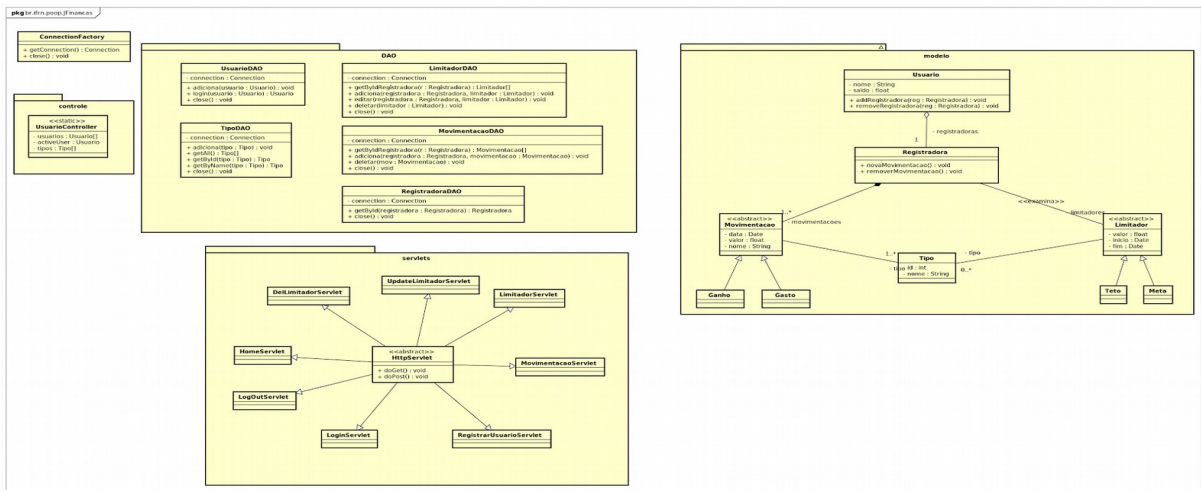 pkg br.ifrn.poop.JFinancas
ConnectionFactory
+ getConnection() : Connection
+ close() : void
controle
<<static>>
UsuarioController
- usuarios : Usuario[]
- activeUser : Usuario
- tipos : Tipo[]
DAO
UsuarioDAO
- connection : Connection
+ adiciona(usuario : Usuario) : void
+ login(usuario : Usuario) : Usuario
+ close() : void
LimitadorDAO
- connection : Connection
+ getByIdRegistradora(r : Registradora) : Limitador[]
+ adiciona(registradora : Registradora, limitador : Limitador) : void
+ editar(registradora : Registradora, limitador : Limitador) : void
+ deletar(limitador : Limitador) : void
+ close() : void
TipoDAO
- connection : Connection
+ adiciona(tipo : Tipo) : void
+ getAll() : Tipo[]
+ getById(tipo : Tipo) : Tipo
+ getByName(tipo : Tipo) : Tipo
+ close() : void
MovimentacaoDAO
- connection : Connection
+ getByIdRegistradora(r : Registradora) : Movimentacao[]
+ adiciona(registradora : Registradora, movimentacao : Movimentacao) : void
+ deletar(mov : Movimentacao) : void
+ close() : void
RegistradoraDAO
- connection : Connection
+ getById(registradora : Registradora) : Registradora
+ close() : void
servlets
DelLimitadorServlet
UpdateLimitadorServlet
LimitadorServlet
HomeServlet
<<abstract>>
HttpServlet
+ doGet() : void
+ doPost() : void
MovimentacaoServlet
LogOutServlet
LoginServlet
RegistrarUsuarioServlet
modelo
Usuario
- nome : String
- saldo : float
+ addRegistradora(reg : Registradora) : void
+ removeRegistradora(reg : Registradora) : void
- registradoras
1
Registradora
+ novaMovimentacao() : void
+ removerMovimentacao() : void
<<examina>>
1..*
- movimentacoes
limitadores
<<abstract>>
Movimentacao
- data : Date
- valor : float
- nome : String
<<abstract>>
Limitador
- valor : float
- inicio : Date
- fim : Date
1..*
- tipo
Tipo
- id : int
- nome : String
- tipo
0..*
Ganho
Gasto
Teto
Meta